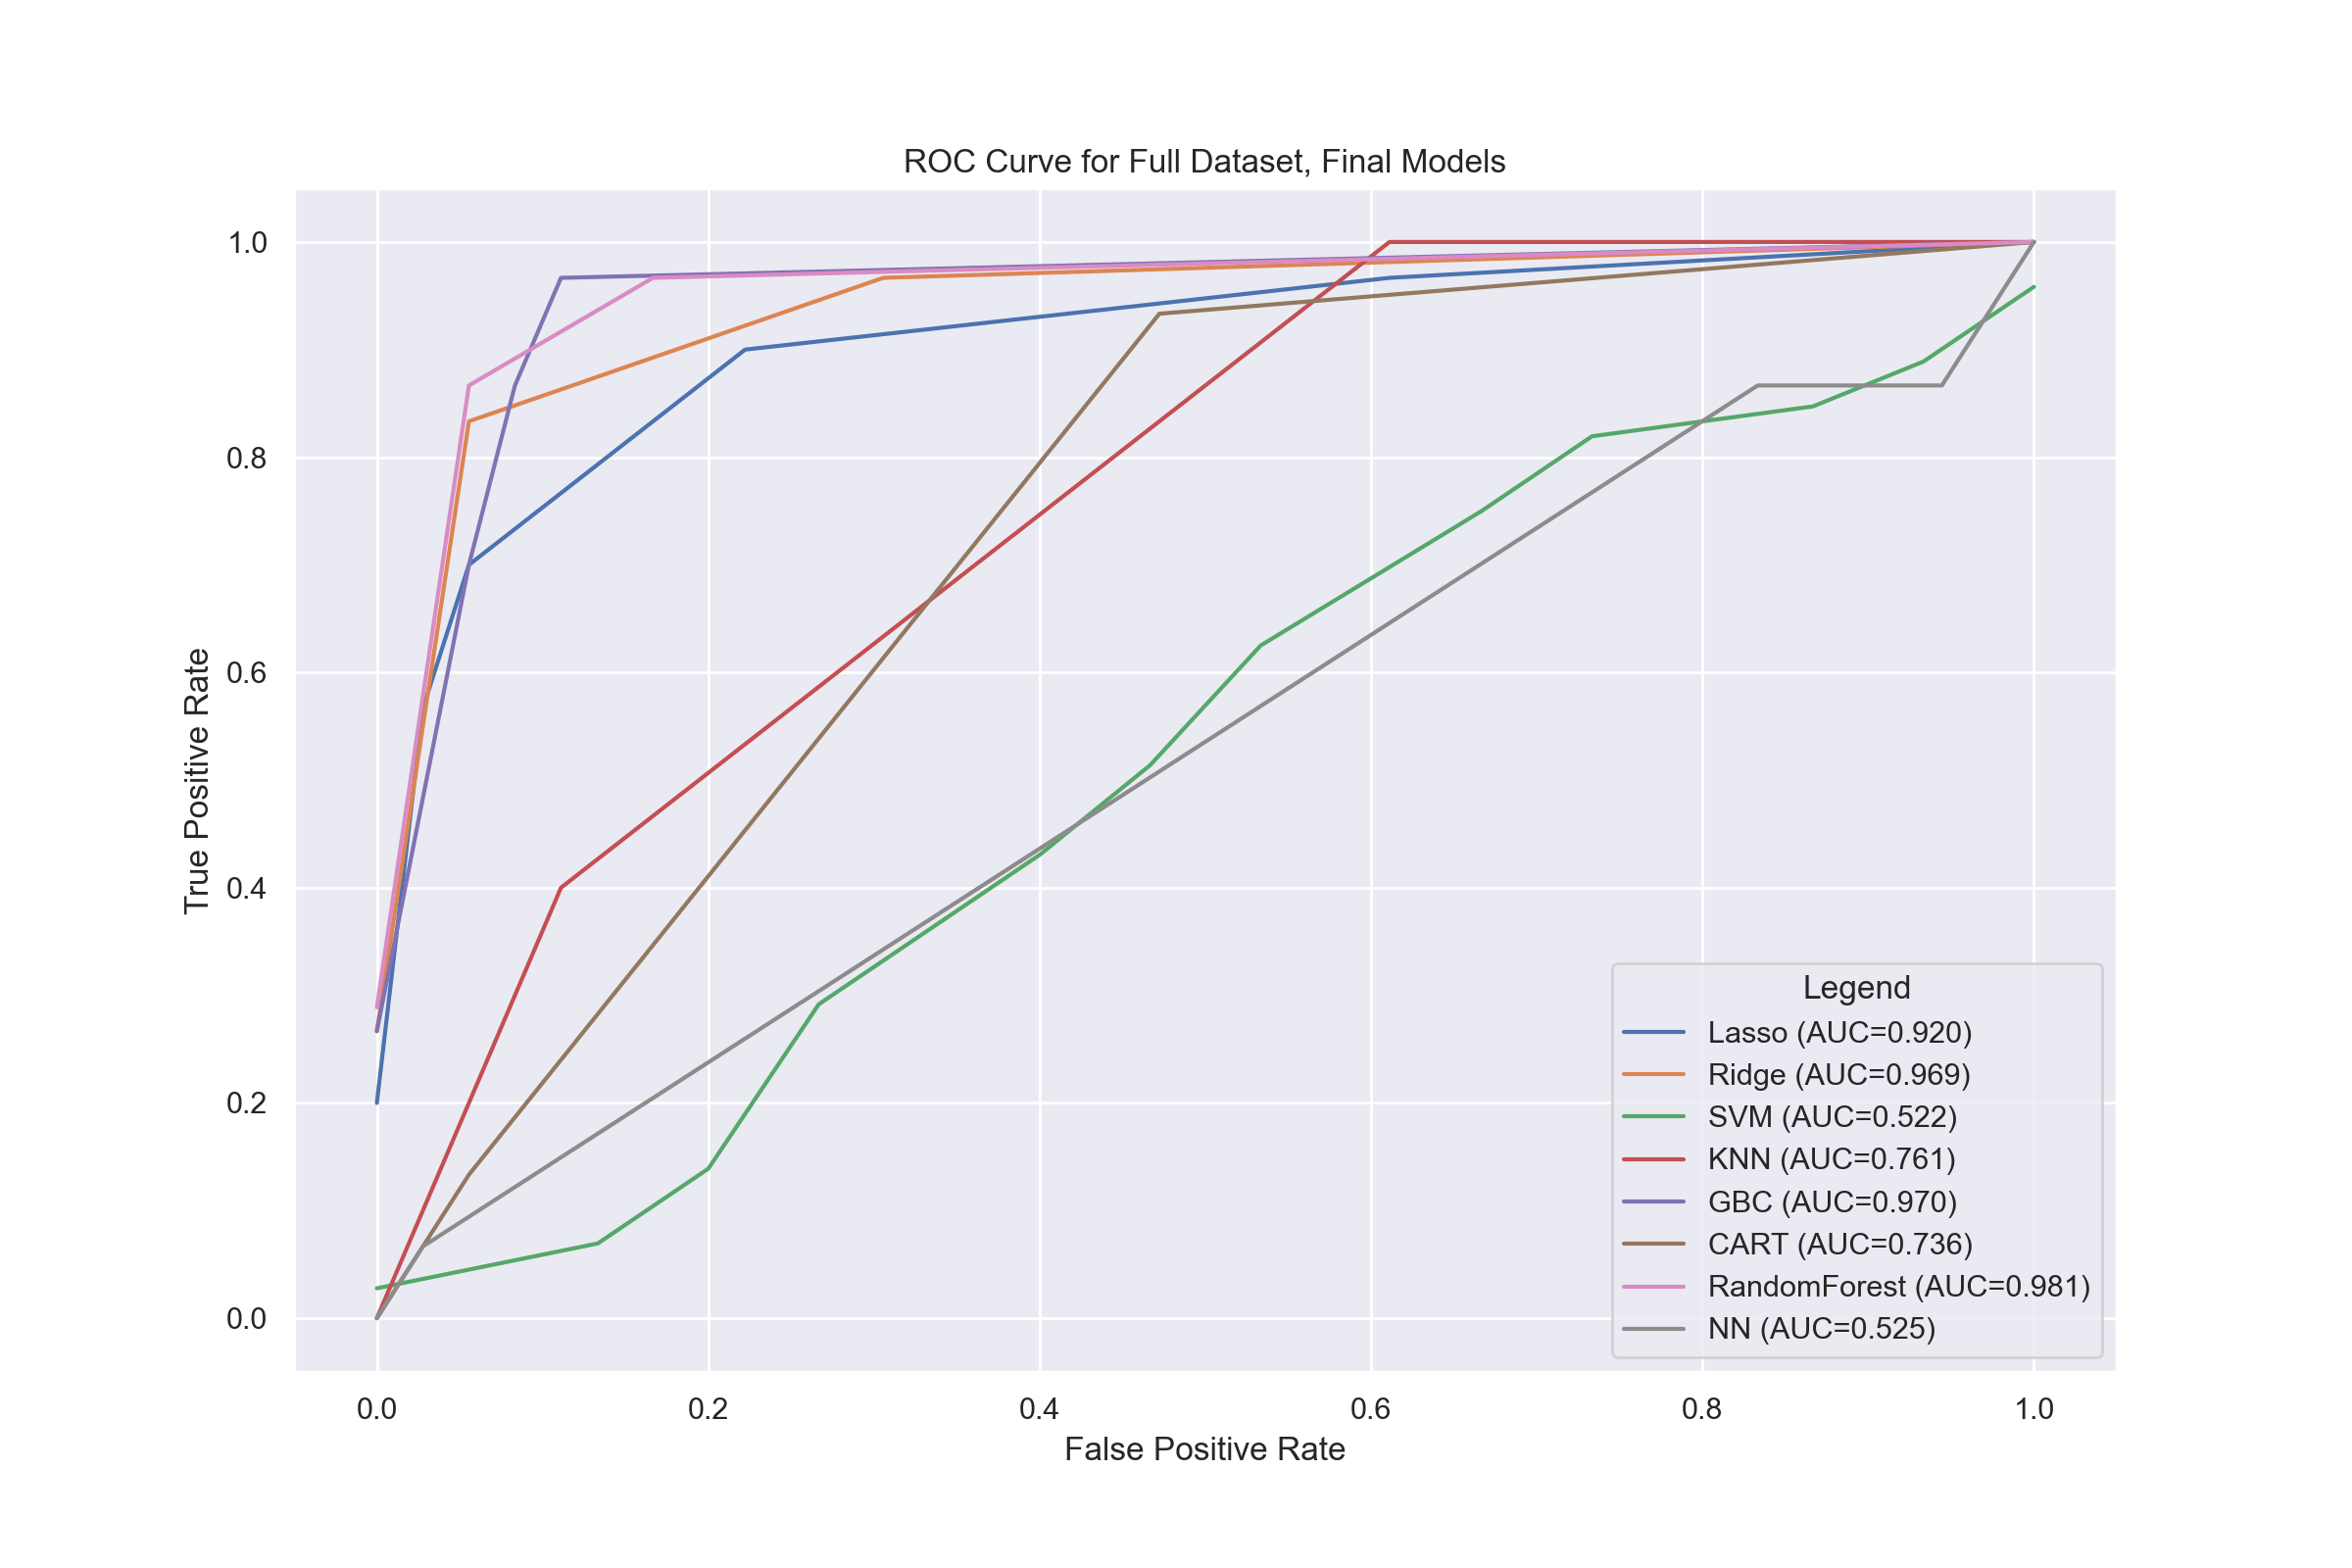 ROC Curve for Full Dataset, Final Models
1.0
0.8
0.6
0.4
0.2
0.0
True Positive Rate
Legend
Lasso (AUC=0.920)
Ridge (AUC=0.969)
SVM (AUC=0.522)
KNN (AUC=0.761)
GBC (AUC=0.970)
CART (AUC=0.736)
RandomForest (AUC=0.981)
NN (AUC=0.525)
0.0 0.2 0.4 0.6 0.8 1.0
False Positive Rate